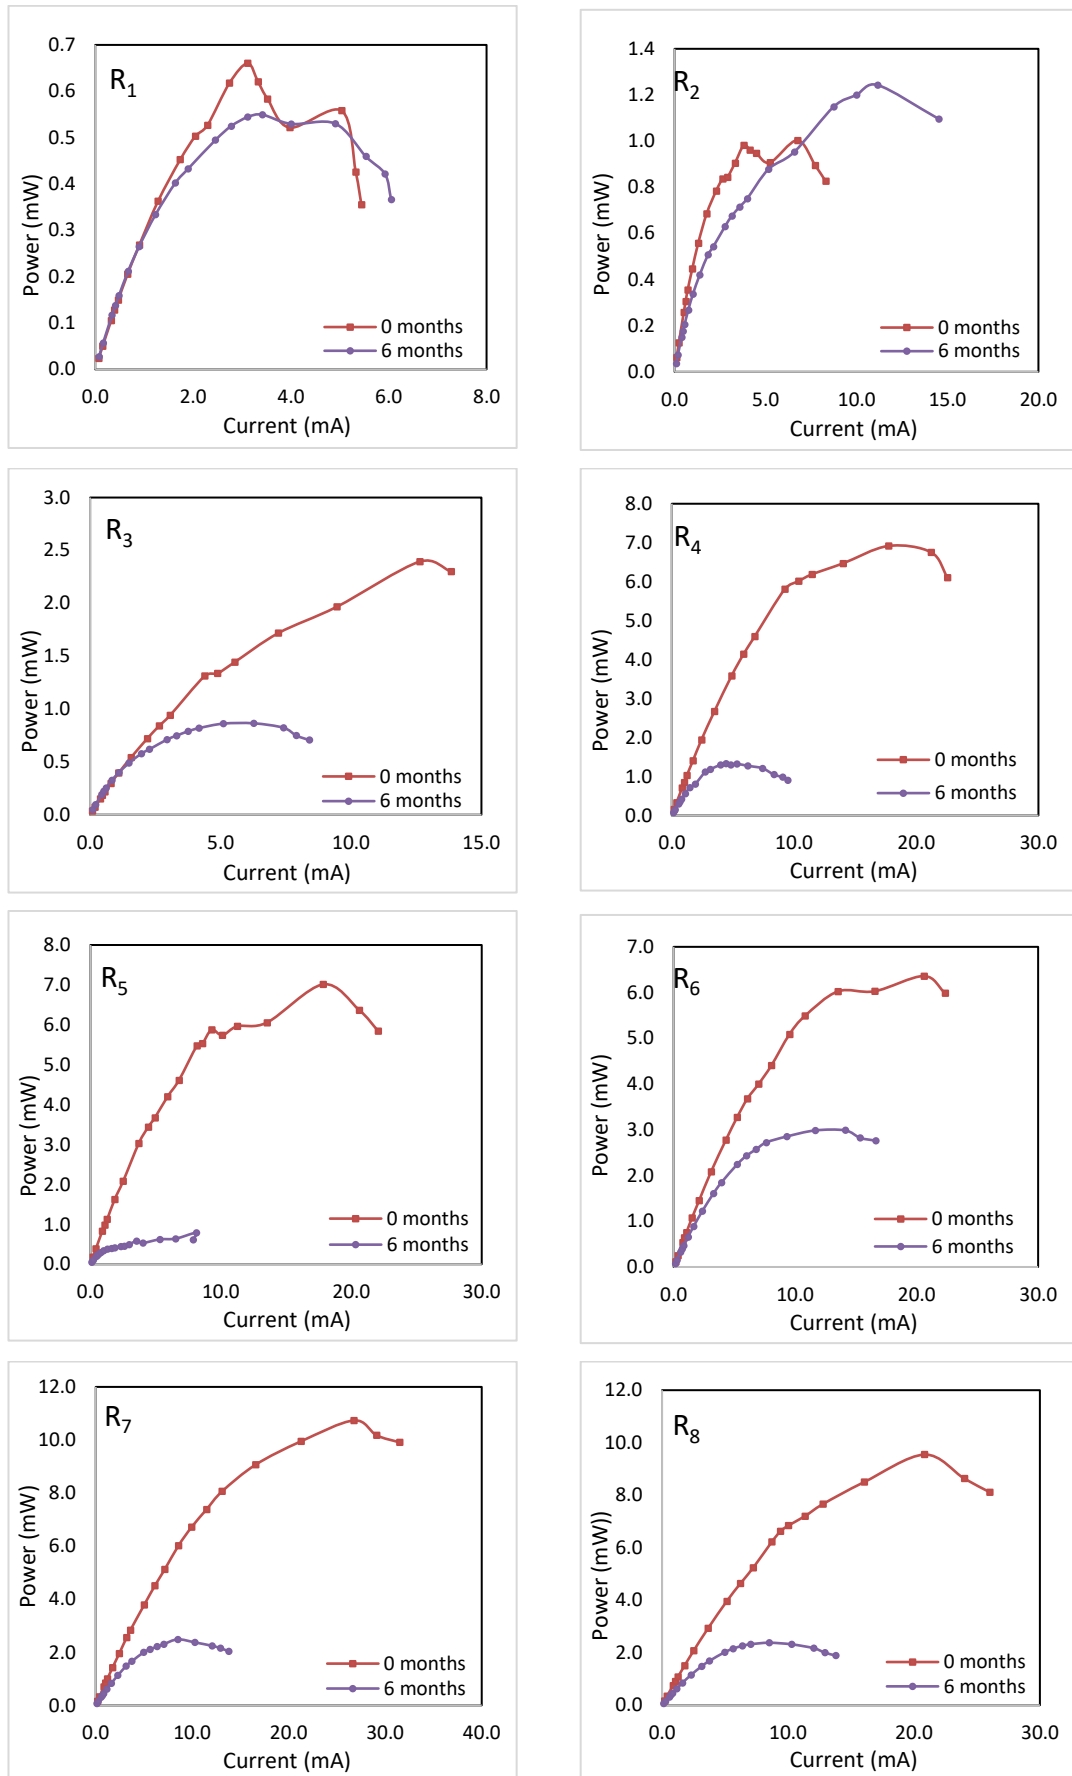 R1
Power (mW)
0.7
0.6
0.5
0.4
0.3
0.2
0.1
0.0
0 months
6 months
0.0 2.0 4.0 6.0 8.0
Current (mA)
R2
Power (mW)
1.4
1.2
1.0
0.8
0.6
0.4
0.2
0.0
0 months
6 months
0.0 5.0 10.0 15.0 20.0
Current (mA)
R3
Power (mW)
3.0
2.5
2.0
1.5
1.0
0.5
0.0
0 months
6 months
0.0 5.0 10.0 15.0
Current (mA)
R4
Power (mW)
8.0
7.0
6.0
5.0
4.0
3.0
2.0
1.0
0.0
0 months
6 months
0.0 10.0 20.0 30.0
Current (mA)
R5
Power (mW)
8.0
7.0
6.0
5.0
4.0
3.0
2.0
1.0
0.0
0 months
6 months
0.0 10.0 20.0 30.0
Current (mA)
R6
Power (mW)
7.0
6.0
5.0
4.0
3.0
2.0
1.0
0.0
0 months
6 months
0.0 10.0 20.0 30.0
Current (mA)
R7
Power (mW)
12.0
10.0
8.0
6.0
4.0
2.0
0.0
0 months
6 months
0.0 10.0 20.0 30.0 40.0
Current (mA)
R8
Power (mW))
12.0
10.0
8.0
6.0
4.0
2.0
0.0
0 months
6 months
0.0 10.0 20.0 30.0
Current (mA)